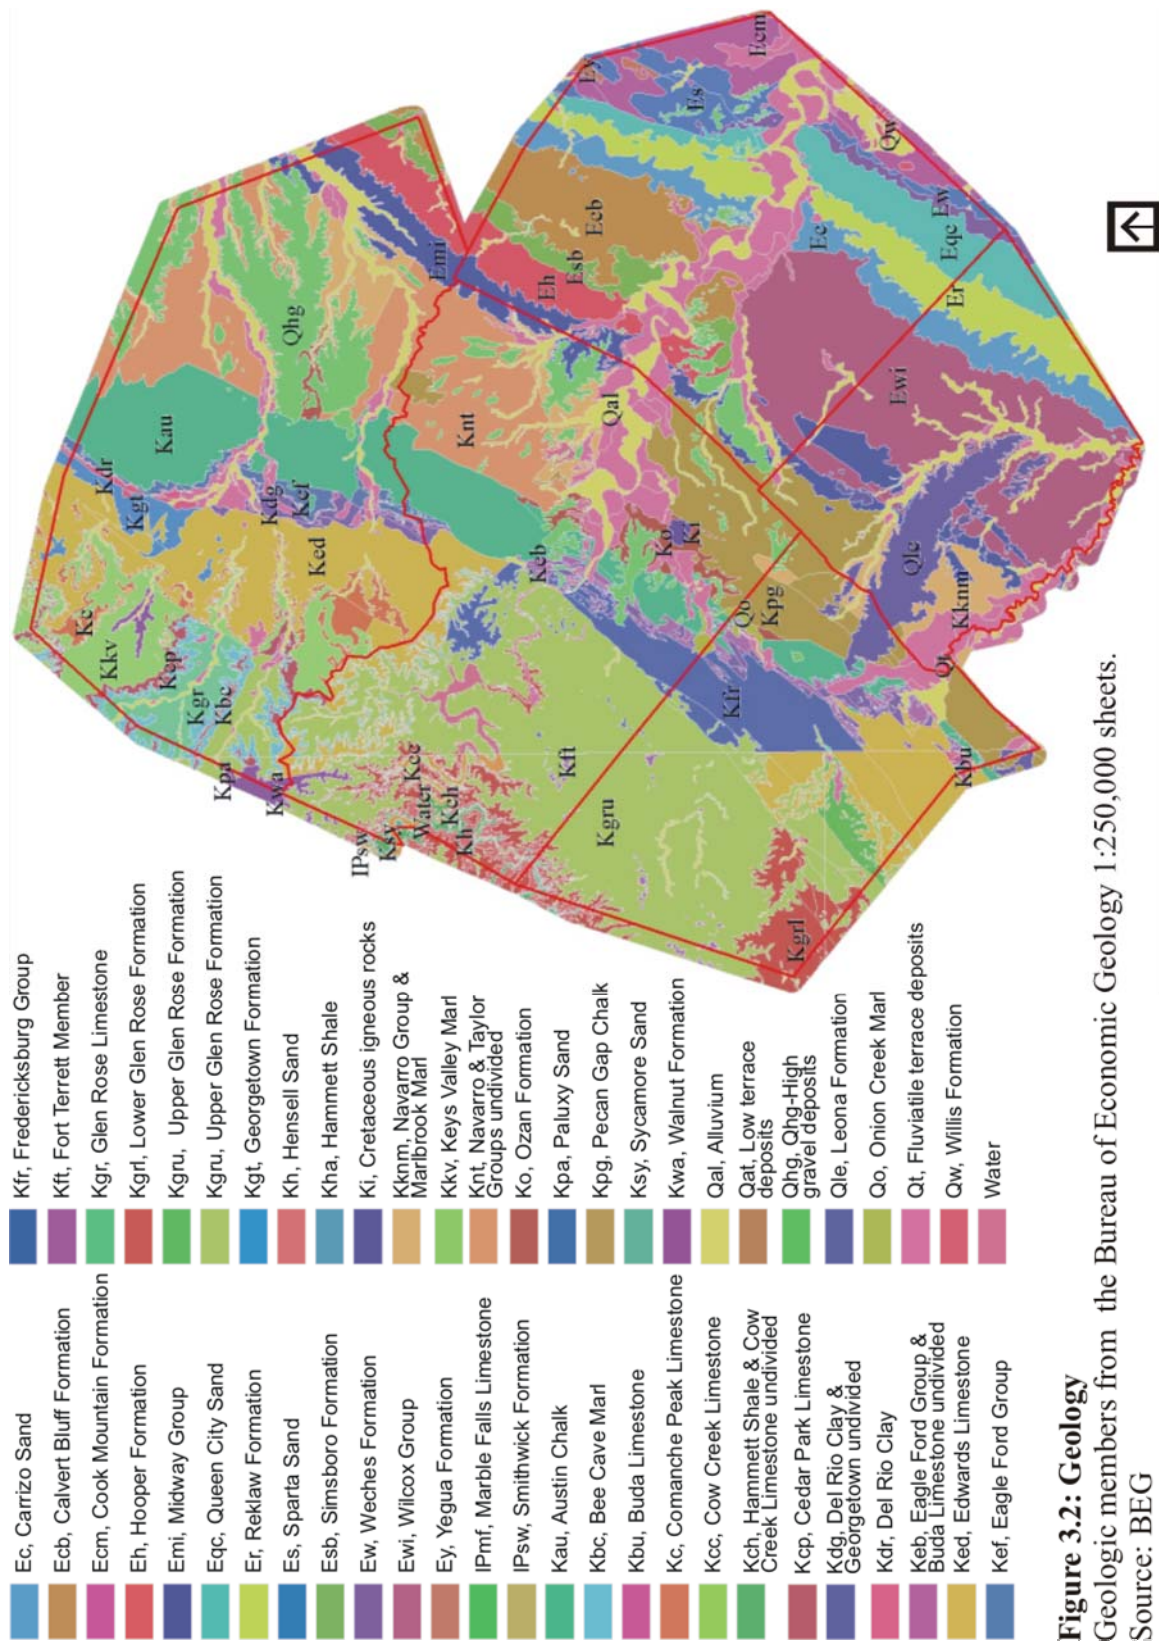 Ec, Carrizo Sand
Ecb, Calvert Bluff Formation
Ecm, Cook Mountain Formation
Eh, Hooper Formation
Emi, Midway Group
Eqc, Queen City Sand
Er, Reklaw Formation
Es, Sparta Sand
Esb, Simsboro Formation
Ew, Weches Formation
Ewi, Wilcox Group
Ey, Yegua Formation
IPmf, Marble Falls Limestone
IPsw, Smithwick Formation
Kau, Austin Chalk
Kbc, Bee Cave Marl
Kbu, Buda Limestone
Kc, Comanche Peak Limestone
Kcc, Cow Creek Limestone
Kch, Hammett Shale & Cow
Creek Limestone undivided
Kcp, Cedar Park Limestone
Kdg, Del Rio Clay &
Georgetown undivided
Kdr, Del Rio Clay
Keb, Eagle Ford Group &
Buda Limestone undivided
Ked, Edwards Limestone
Kef, Eagle Ford Group
Kfr, Fredericksburg Group
Kft, Fort Terrett Member
Kgr, Glen Rose Limestone
Kgrl, Lower Glen Rose Formation
Kgru, Upper Glen Rose Formation
Kgru, Upper Glen Rose Formation
Kgt, Georgetown Formation
Kh, Hensell Sand
Kha, Hammett Shale
Ki, Cretaceous igneous rocks
Kknm, Navarro Group &
Marlbrook Marl
Kkv, Keys Valley Marl
Knt, Navarro & Taylor
Groups undivided
Ko, Ozan Formation
Kpa, Paluxy Sand
Kpg, Pecan Gap Chalk
Ksy, Sycamore Sand
Kwa, Walnut Formation
Qal, Alluvium
Qat, Low terrace
deposits
Qhg, Qhg-High
gravel deposits
Qle, Leona Formation
Qo, Onion Creek Marl
Qt, Fluviatile terrace deposits
Qw, Willis Formation
Water
Kpa
Kwa
IPsw
Ksy
Water
Kcc
Kch
Kh
Kgrl
Kgru
Kft
Kc
Kkv
Kcp
Kgr
Kbc
Kdr
Kgt
Kau
Kdg
Kef
Ked
Qhg
Knt
Emi
Keb
Kfr
Kbu
Qal
Ko
Ki
Qo
Kpg
Qt
Qle
Kknm
Eh
Esb
Ecb
Ey
Es
Ecm
Qw
Ec
Ew
Eqc
Er
Ewi
Figure 3.2: Geology
Geologic members from the Bureau of Economic Geology 1:250,000 sheets.
Source: BEG